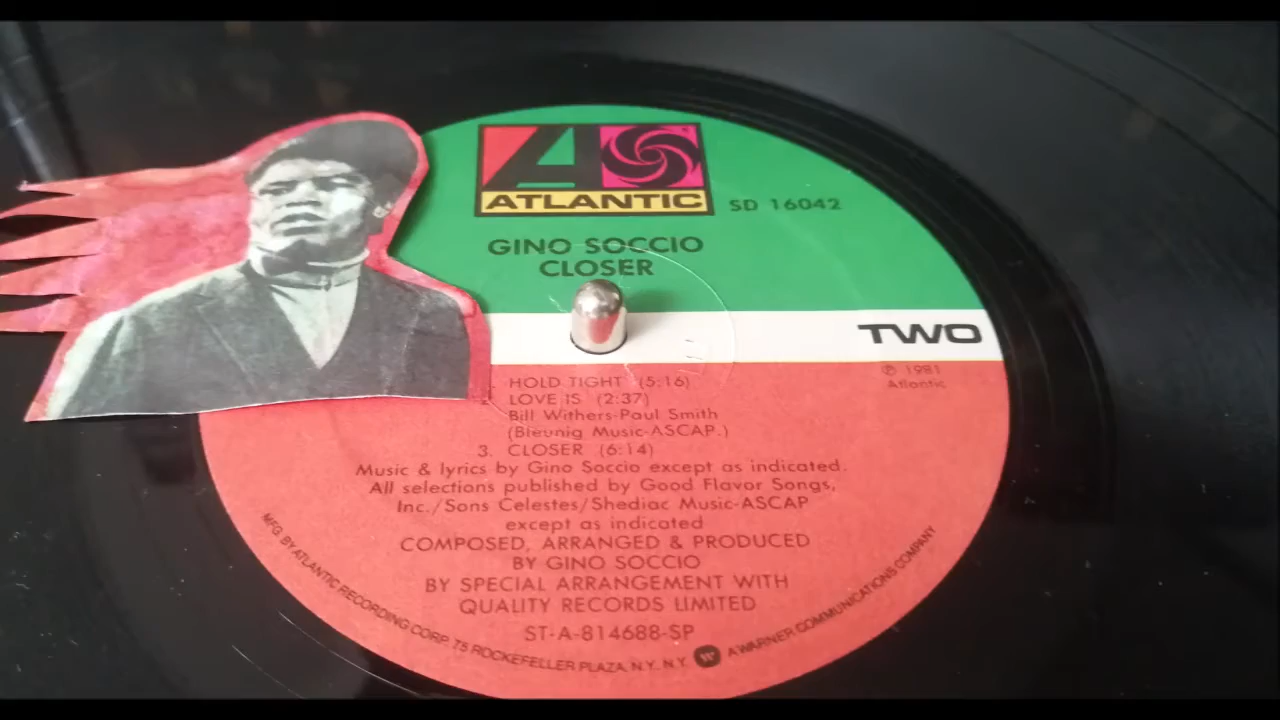 ATLANTIC
SD 16042
GINO SOCCIO
CLOSER
TWO
℗ 1981
Atlantic
HOLD TIGHT (5:16)
2. LOVE IS (2:37)
Bill Withers-Paul Smith
(Bleunig Music-ASCAP.)
3. CLOSER (6:14)
Music & lyrics by Gino Soccio except as indicated.
All selections published by Good Flavor Songs,
Inc./Sons Celestes/Shediac Music-ASCAP
except as indicated
COMPOSED, ARRANGED & PRODUCED
BY GINO SOCCIO
BY SPECIAL ARRANGEMENT WITH
QUALITY RECORDS LIMITED
ST-A-814688-SP
MFG. BY ATLANTIC RECORDING CORP. 75 ROCKEFELLER PLAZA, N.Y. N.Y. A WARNER COMMUNICATIONS COMPANY